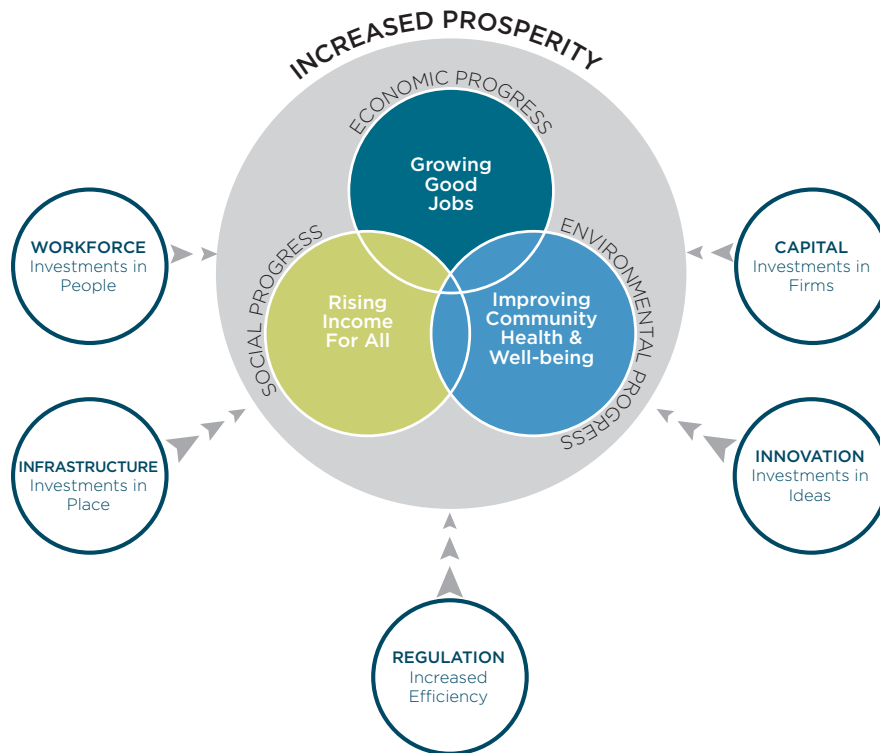 INCREASED PROSPERITY
ECONOMIC PROGRESS
Growing
Good
Jobs
SOCIAL PROGRESS
Rising
Income
For All
ENVIRONMENTAL PROGRESS
Improving
Community
Health &
Well-being
WORKFORCE
Investments in
People
CAPITAL
Investments in
Firms
INFRASTRUCTURE
Investments in
Place
INNOVATION
Investments in
Ideas
REGULATION
Increased
Efficiency